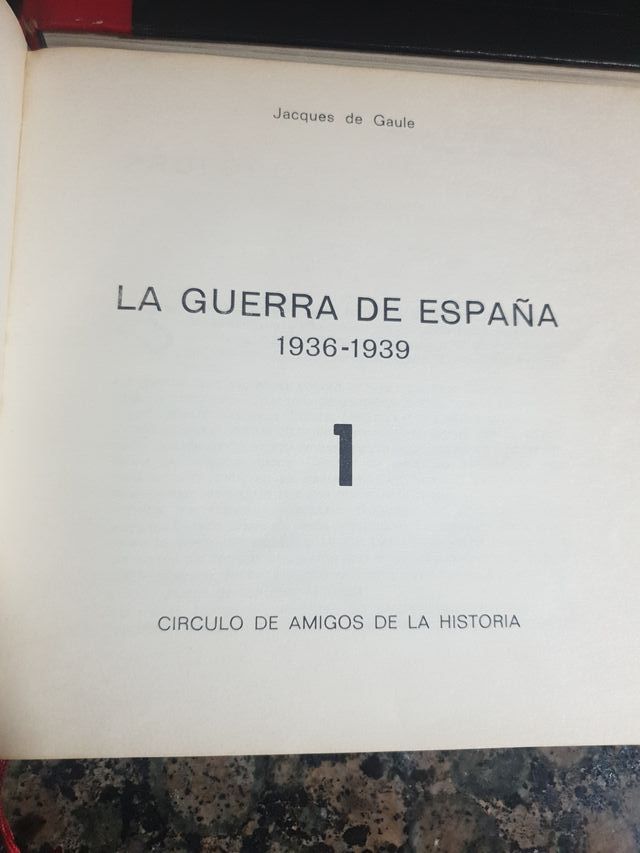 Jacques de Gaule
LA GUERRA DE ESPAÑA
1936-1939
1
CIRCULO DE AMIGOS DE LA HISTORIA